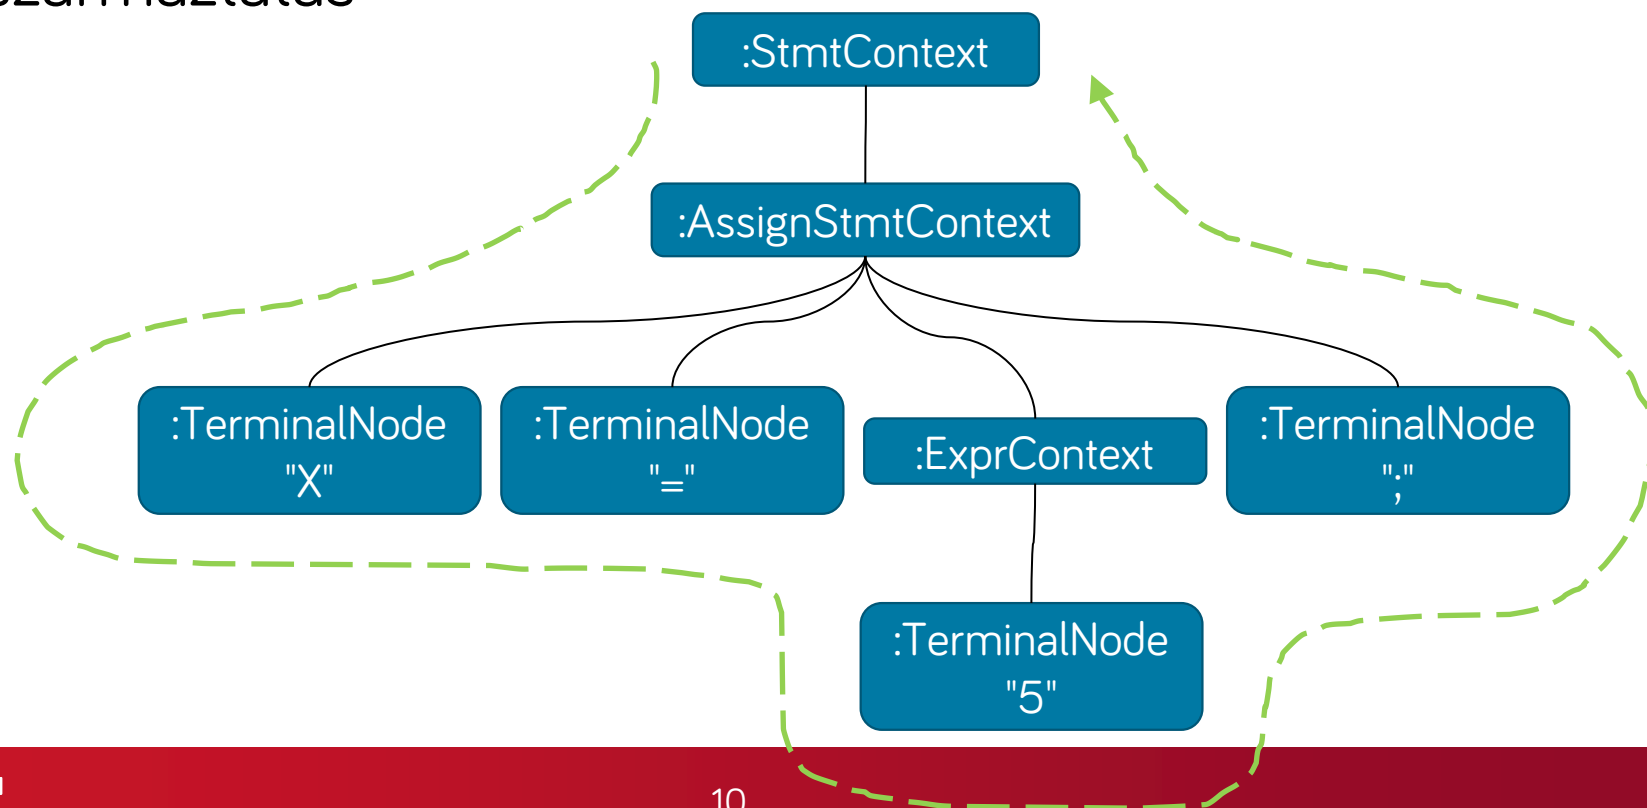 :StmtContext
:AssignStmtContext
:TerminalNode
"X"
:TerminalNode
"="
:ExprContext
:TerminalNode
";"
:TerminalNode
"5"
10